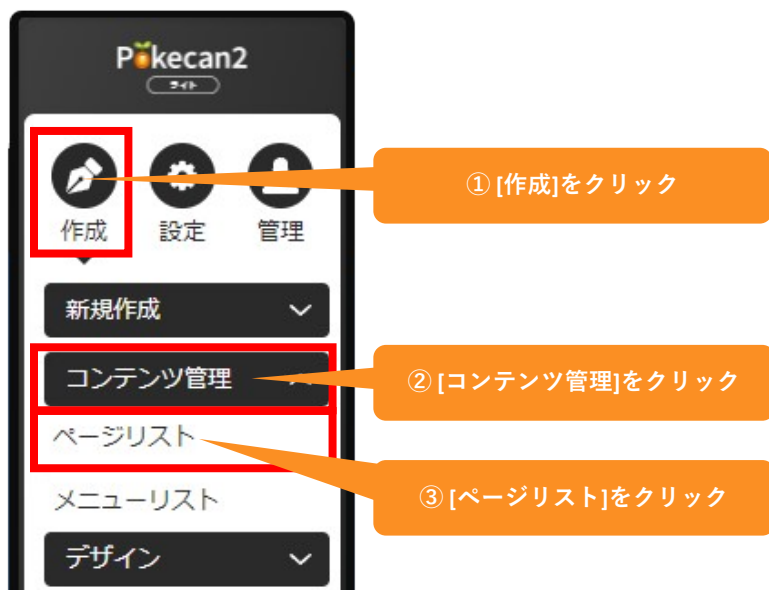 Pokecan2
ライト
作成
設定
管理
① [作成]をクリック
新規作成
コンテンツ管理
② [コンテンツ管理]をクリック
ページリスト
③ [ページリスト]をクリック
メニューリスト
デザイン